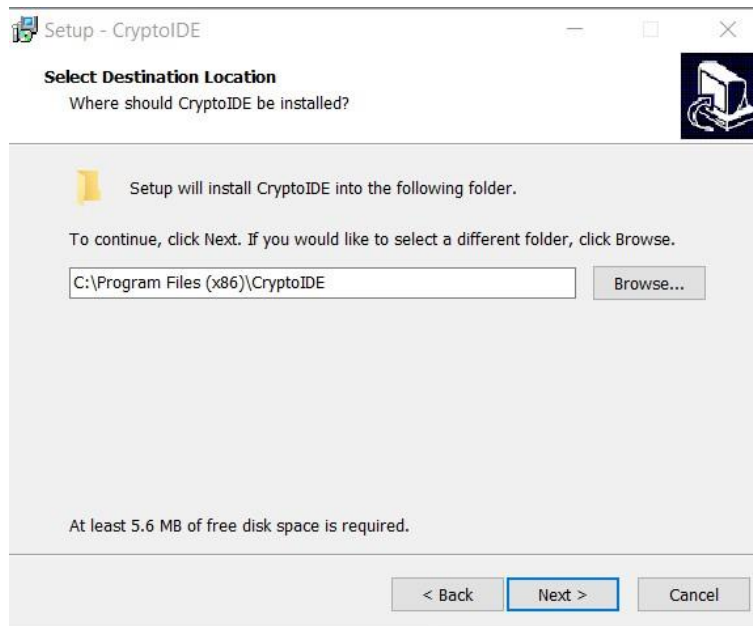 Setup - CryptoIDE
Select Destination Location
Where should CryptoIDE be installed?
Setup will install CryptoIDE into the following folder.
To continue, click Next. If you would like to select a different folder, click Browse.
C:\Program Files (x86)\CryptoIDE
Browse...
At least 5.6 MB of free disk space is required.
< Back
Next >
Cancel